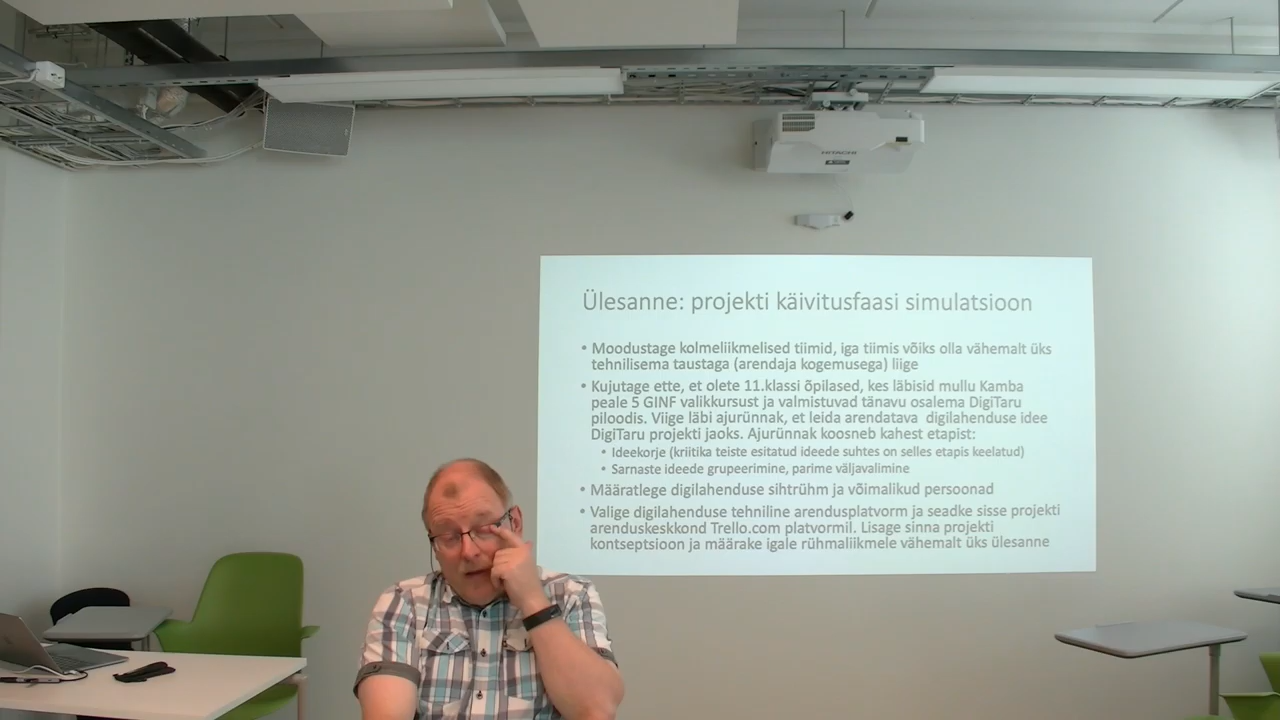 HITACHI
Ülesanne: projekti käivitusfaasi simulatsioon
• Moodustage kolmeliikmelised tiimid, iga tiimis võiks olla vähemalt üks
tehnilisema taustaga (arendaja kogemusega) liige
• Kujutage ette, et olete 11.klassi õpilased, kes läbisid mullu Kamba
peale 5 GINF valikkursust ja valmistuvad tänavu osalema DigiTaru
piloodis. Viige läbi ajurünnak, et leida arendatava digilahenduse idee
DigiTaru projekti jaoks. Ajurünnak koosneb kahest etapist:
• Ideekorje (kriitika teiste esitatud ideede suhtes on selles etapis keelatud)
• Sarnaste ideede grupeerimine, parime väljavalimine
• Määratlege digilahenduse sihtrühm ja võimalikud persoonad
• Valige digilahenduse tehniline arendusplatvorm ja seadke sisse projekti
arenduskeskkond Trello.com platvormil. Lisage sinna projekti
kontseptsioon ja määrake igale rühmaliikmele vähemalt üks ülesanne